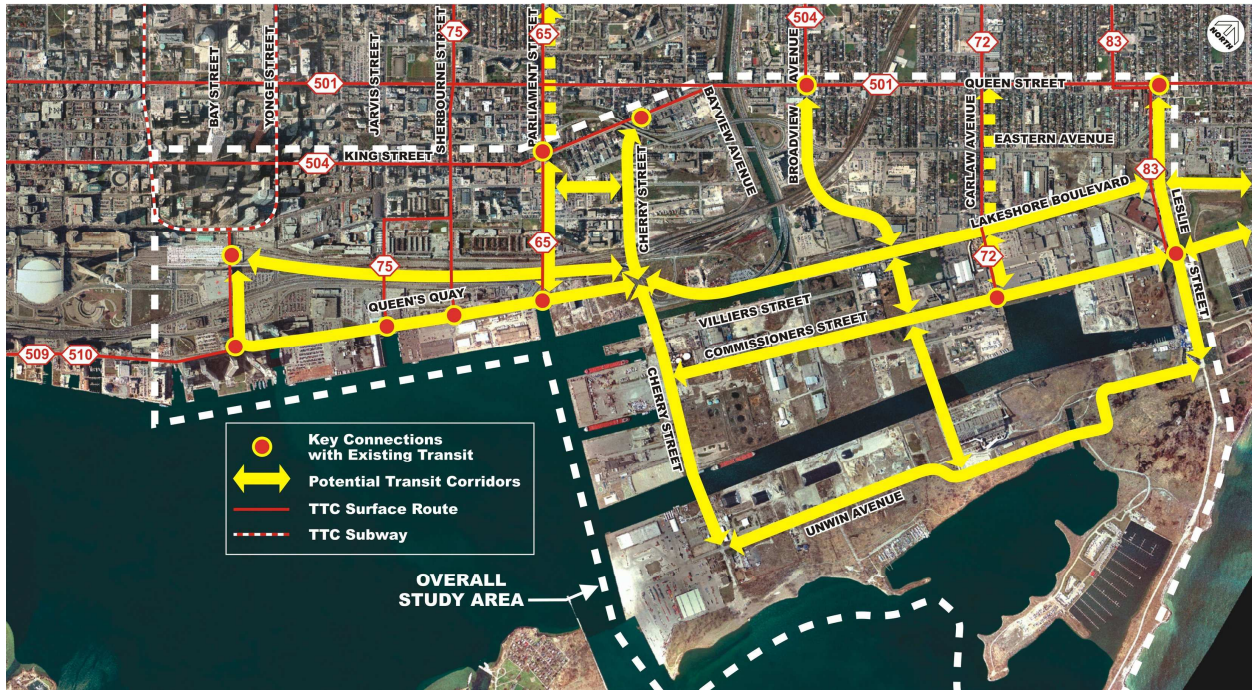 504
75
65
72
83
NORTH
BAY STREET
YONGE STREET
JARVIS STREET
SHERBOURNE STREET
PARLIAMENT STREET
BROADVIEW AVENUE
501
501
QUEEN STREET
BAYVIEW AVENUE
CARLAW AVENUE
EASTERN AVENUE
504
KING STREET
83
CHERRY STREET
LAKESHORE BOULEVARD
LESLIE STREET
65
75
72
QUEEN'S QUAY
VILLIERS STREET
COMMISSIONERS STREET
509
510
CHERRY STREET
UNWIN AVENUE
Key Connections
with Existing Transit
Potential Transit Corridors
TTC Surface Route
TTC Subway
OVERALL
STUDY AREA